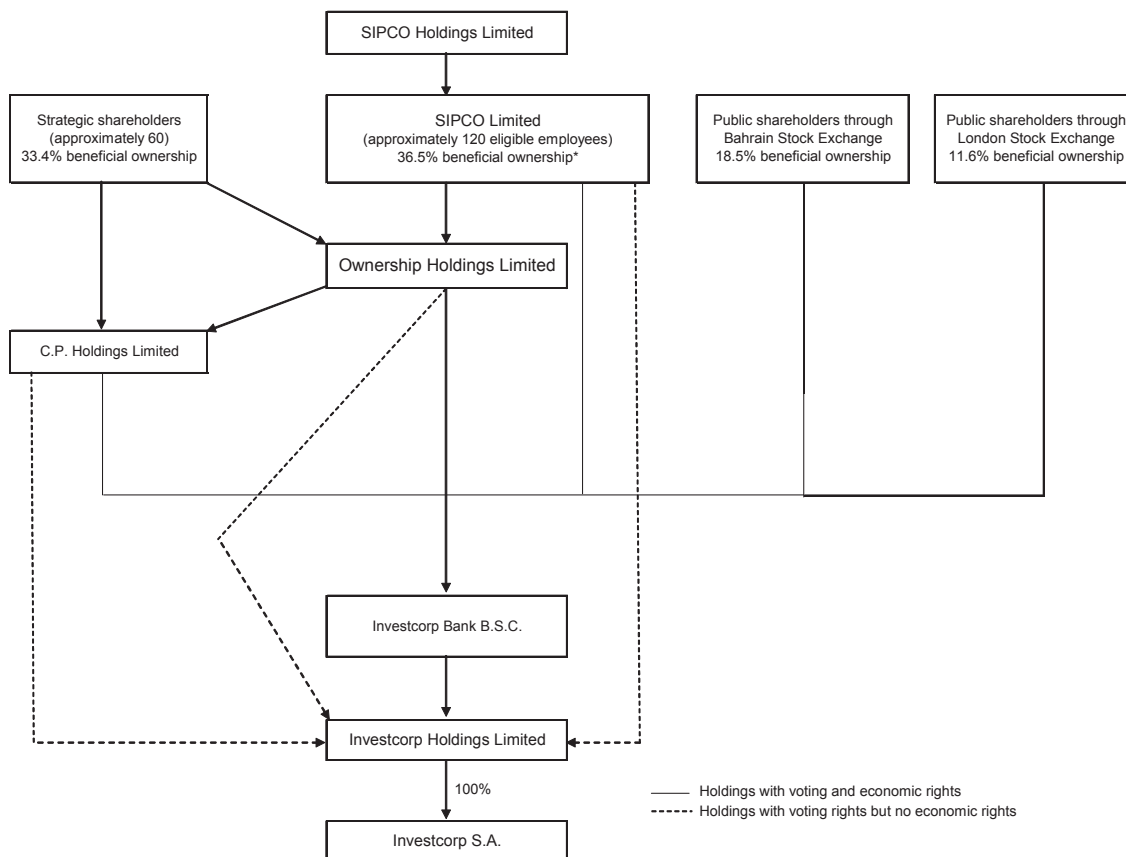 SIPCO Holdings Limited
Strategic shareholders
(approximately 60)
33.4% beneficial ownership
SIPCO Limited
(approximately 120 eligible employees)
36.5% beneficial ownership*
Public shareholders through
Bahrain Stock Exchange
18.5% beneficial ownership
Public shareholders through
London Stock Exchange
11.6% beneficial ownership
Ownership Holdings Limited
C.P. Holdings Limited
Investcorp Bank B.S.C.
Investcorp Holdings Limited
100%
Investcorp S.A.
Holdings with voting and economic rights
Holdings with voting rights but no economic rights